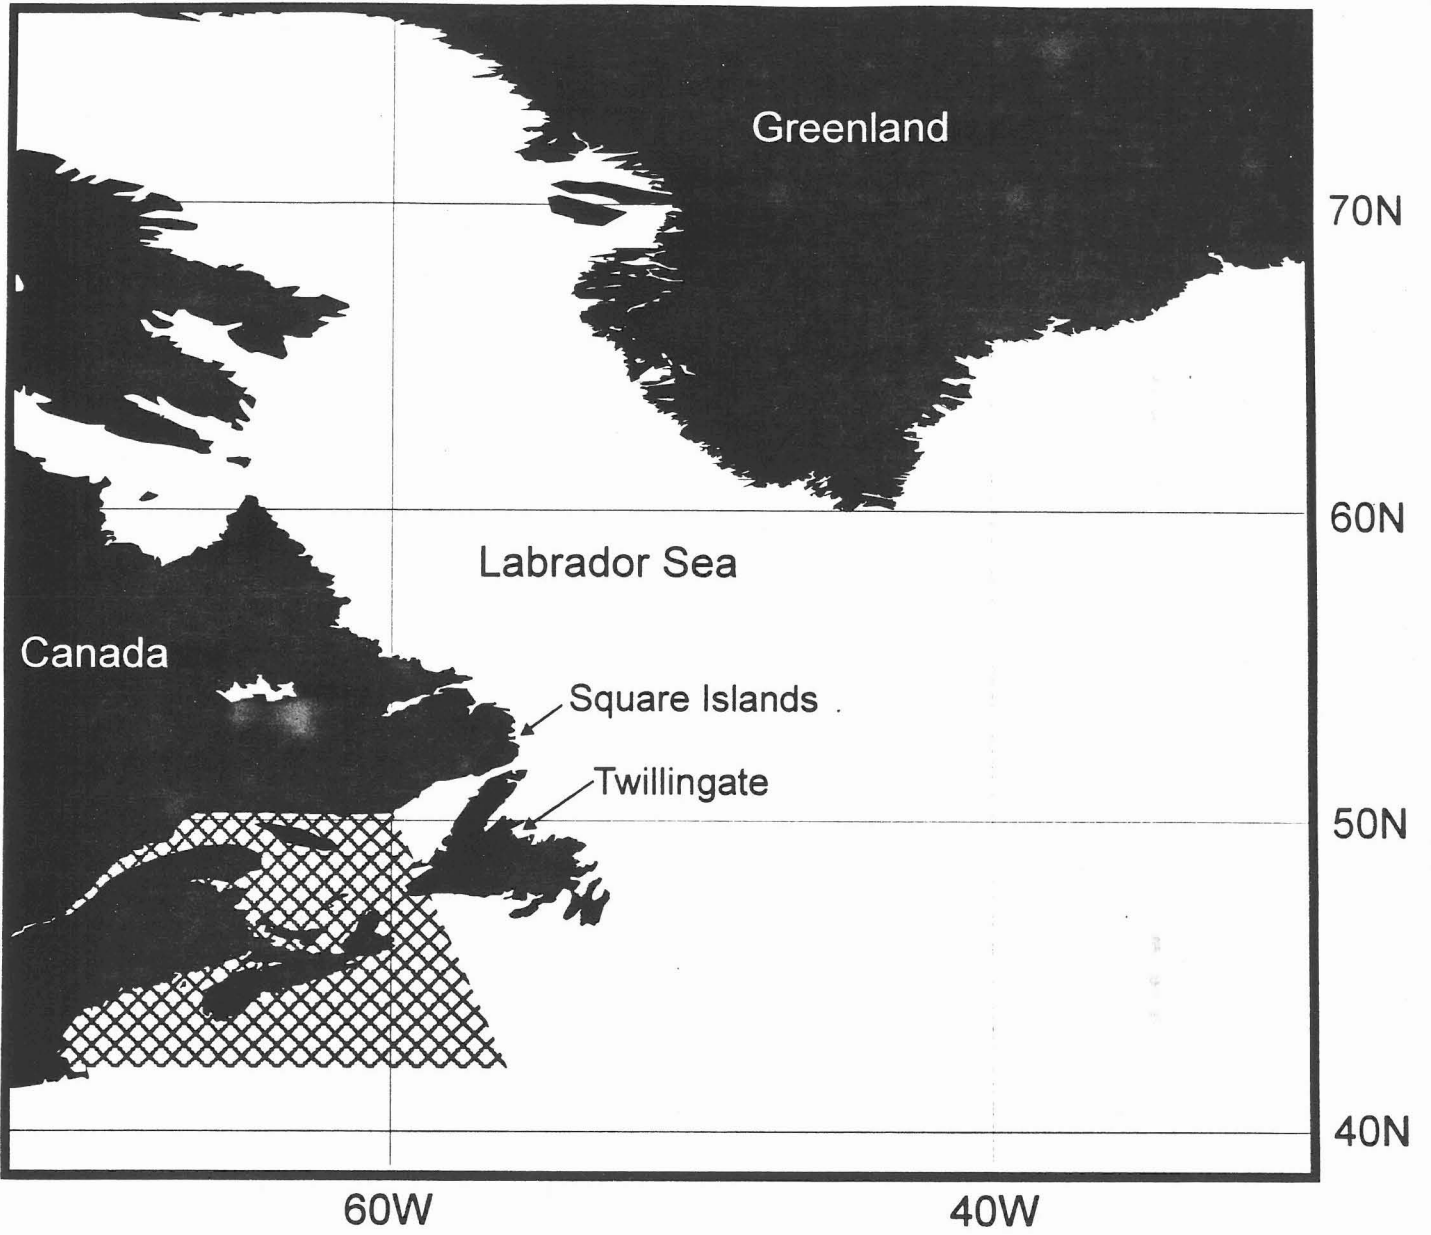 Greenland
70N
60N
Labrador Sea
Canada
Square Islands
Twillingate
50N
40N
60W
40W